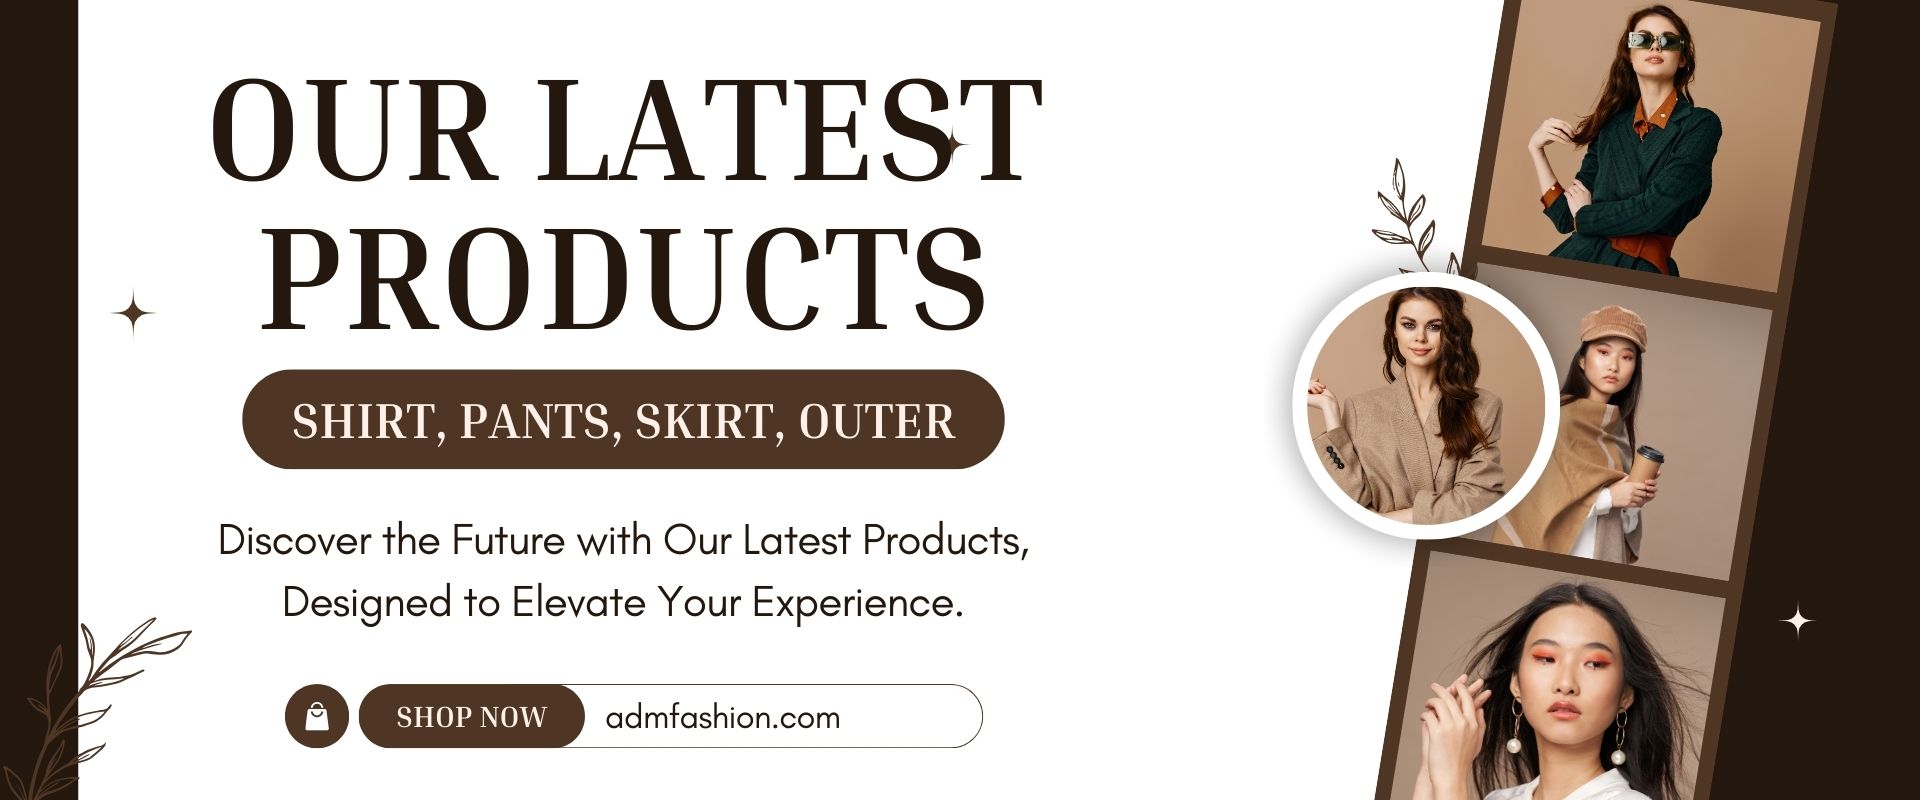 OUR LATEST
PRODUCTS
SHIRT, PANTS, SKIRT, OUTER
Discover the Future with Our Latest Products,
Designed to Elevate Your Experience.
SHOP NOW admfashion.com